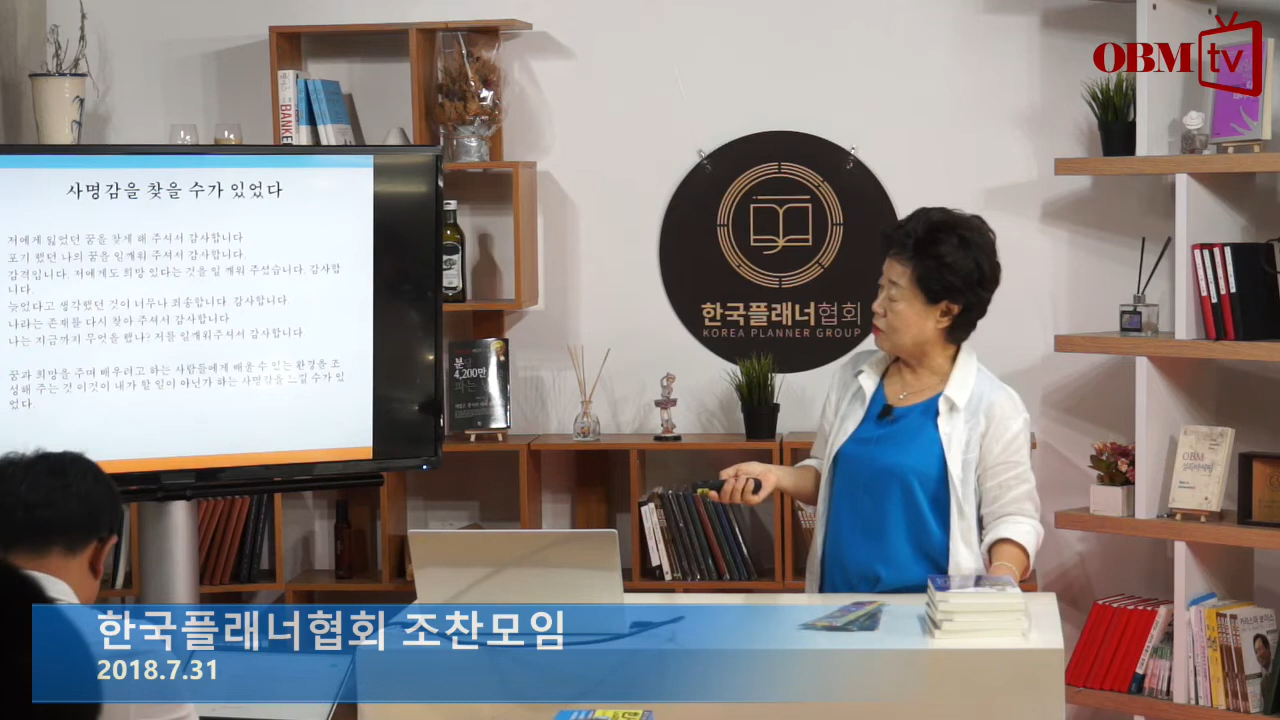 OBM tv
BANKE
사명감을 찾을 수가 있었다
저에게 잃었던 꿈을 찾게 해 주셔서 감사합니다
포기 했던 나의 꿈을 일깨워 주셔서 감사합니다.
감격입니다. 저에게도 희망 있다는 것을 일 깨워 주셨습니다. 감사합
니다.
늦었다고 생각했던 것이 너무나 죄송합니다. 감사합니다.
나라는 존재를 다시 찾아 주셔서 감사합니다
나는 지금까지 무엇을 했나? 저를 일깨워주셔서 감사합니다.
꿈과 희망을 주며 배우려고 하는 사람들에게 배울 수 있는 환경을 조
성해 주는 것 이것이 내가 할 일이 아닌가 하는 사명감을 느낄 수가 있
었다.
한국플래너협회
KOREA PLANNER GROUP
4,200만
파는
OBM
한국플래너협회 조찬모임
2018.7.31